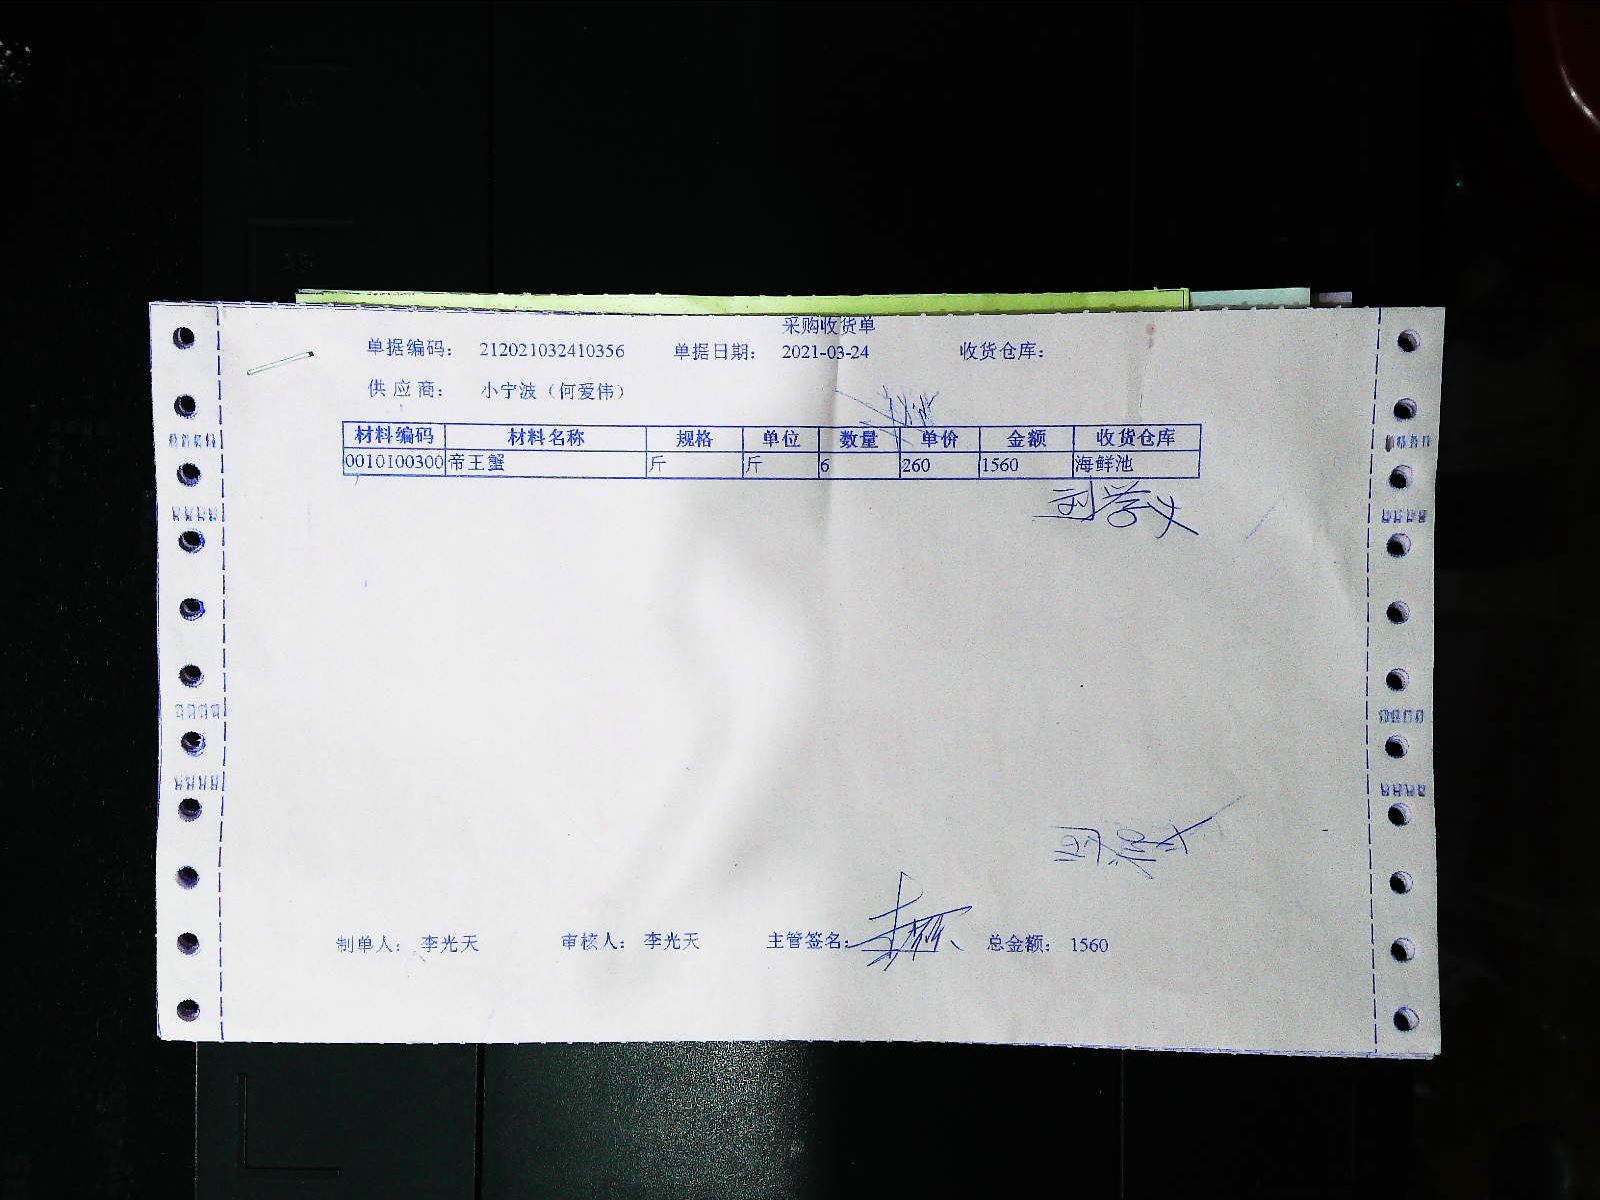 采购收货单
单据编码： 212021032410356 单据日期： 2021-03-24 收货仓库：
供 应 商： 小宁波（何爱伟）
材料编码 材料名称 规格 单位 数量 单价 金额 收货仓库
0010100300 帝王蟹 斤 斤 6 260 1560 海鲜池
刘学义
制单人： 李光天 审核人： 李光天 主管签名： 总金额： 1560